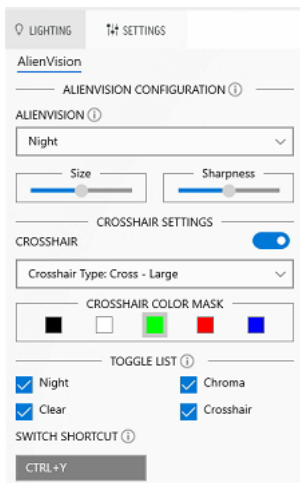 LIGHTING SETTINGS
AlienVision
ALIENVISION CONFIGURATION
ALIENVISION
Night
Size Sharpness
CROSSHAIR SETTINGS
CROSSHAIR
Crosshair Type: Cross - Large
CROSSHAIR COLOR MASK
TOGGLE LIST
Night Chroma
Clear Crosshair
SWITCH SHORTCUT
CTRL+Y